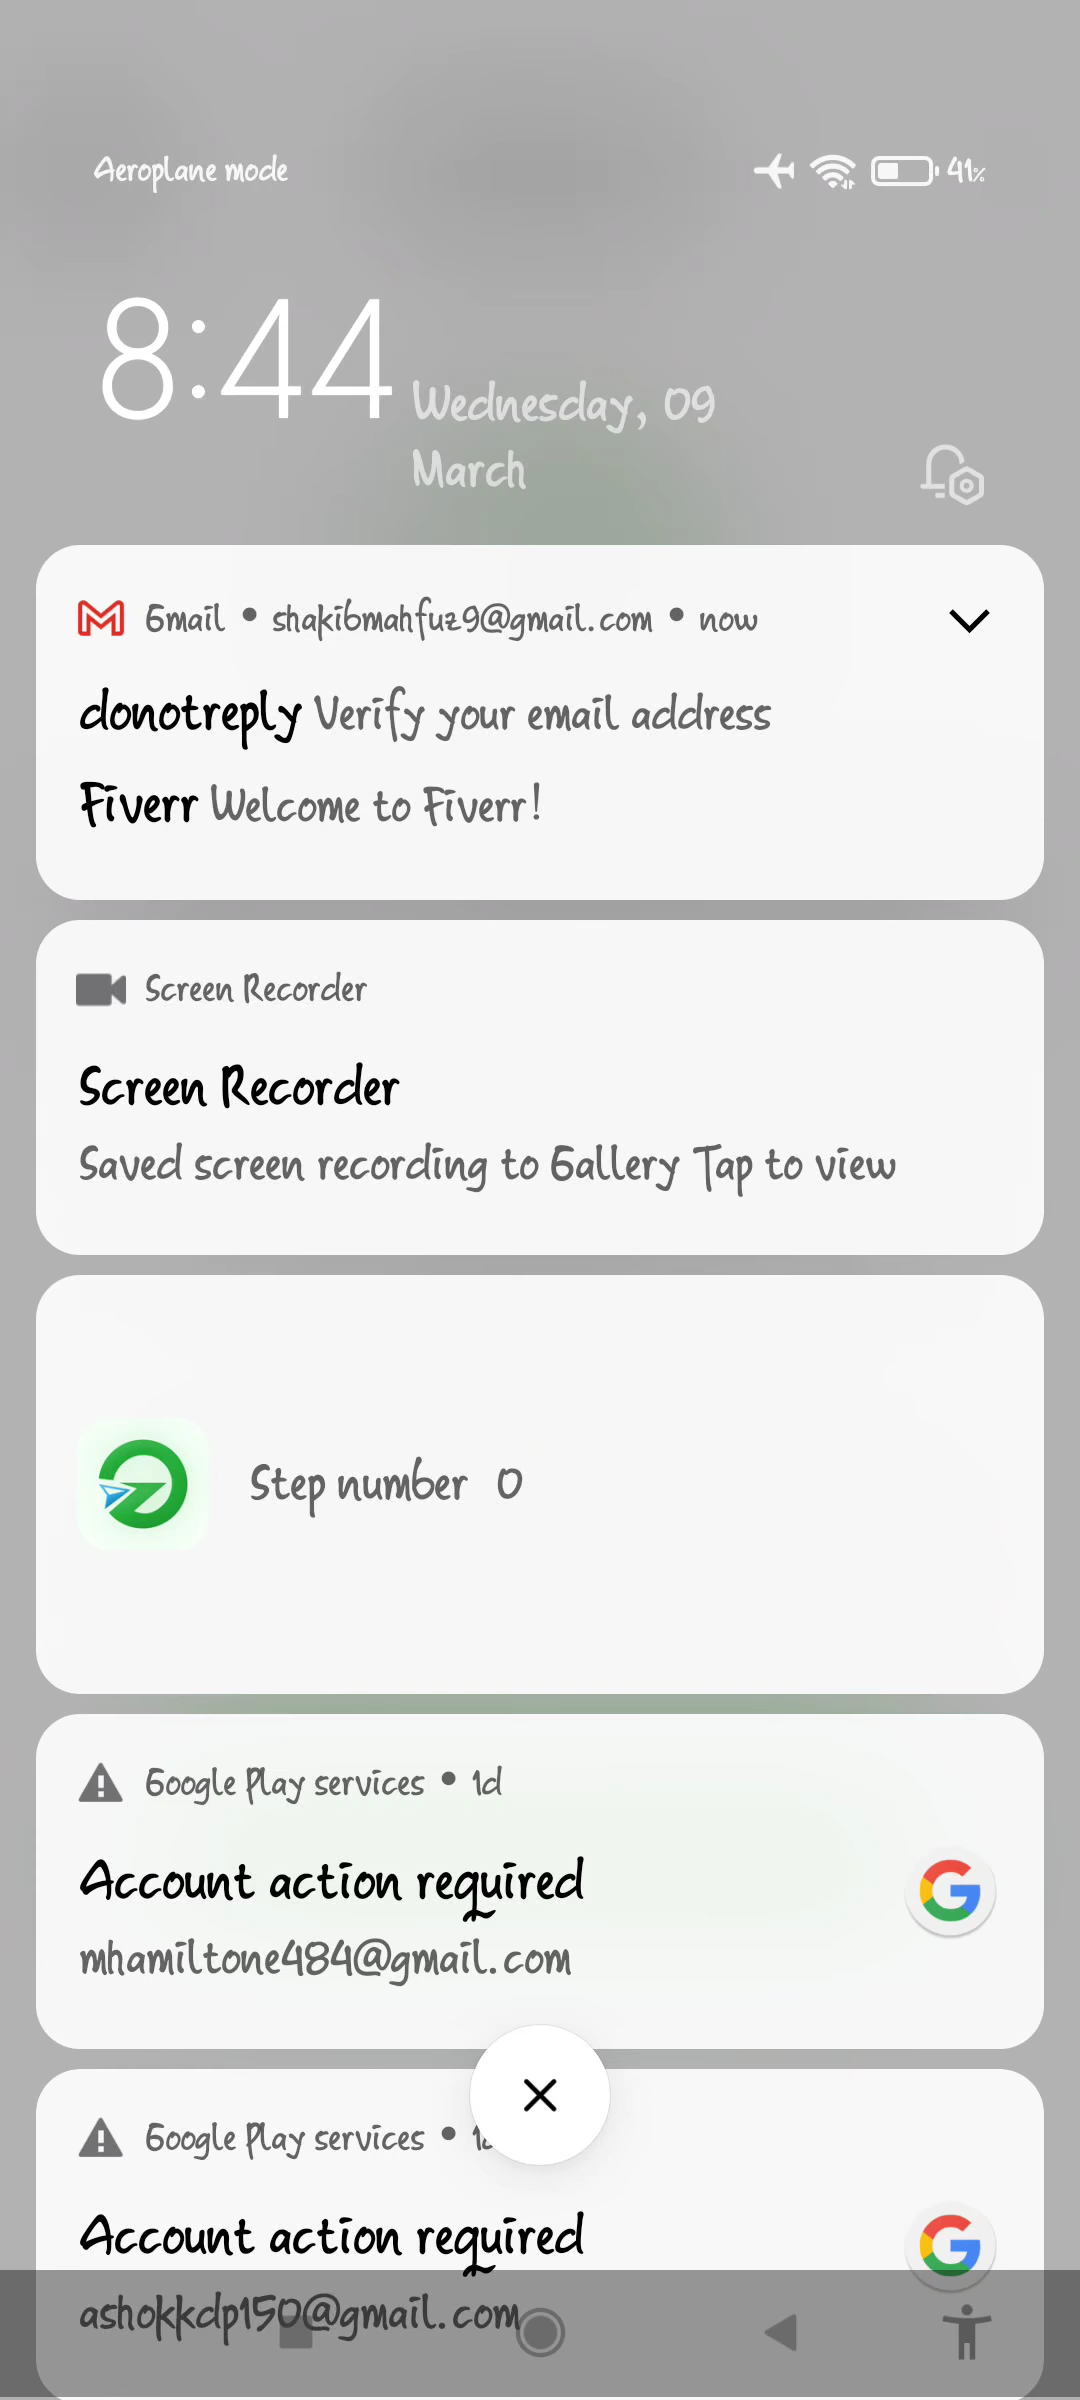 Aeroplane mode
41%
8:44
Wednesday, 09
March
Gmail • shakibmahfuz9@gmail.com • now
donotreply Verify your email address
Fiverr Welcome to Fiverr!
Screen Recorder
Screen Recorder
Saved screen recording to Gallery Tap to view
Step number 0
Google Play services • 1d
Account action required
mhamiltone484@gmail.com
Google Play services •
Account action required
ashokkdp150@gmail.com